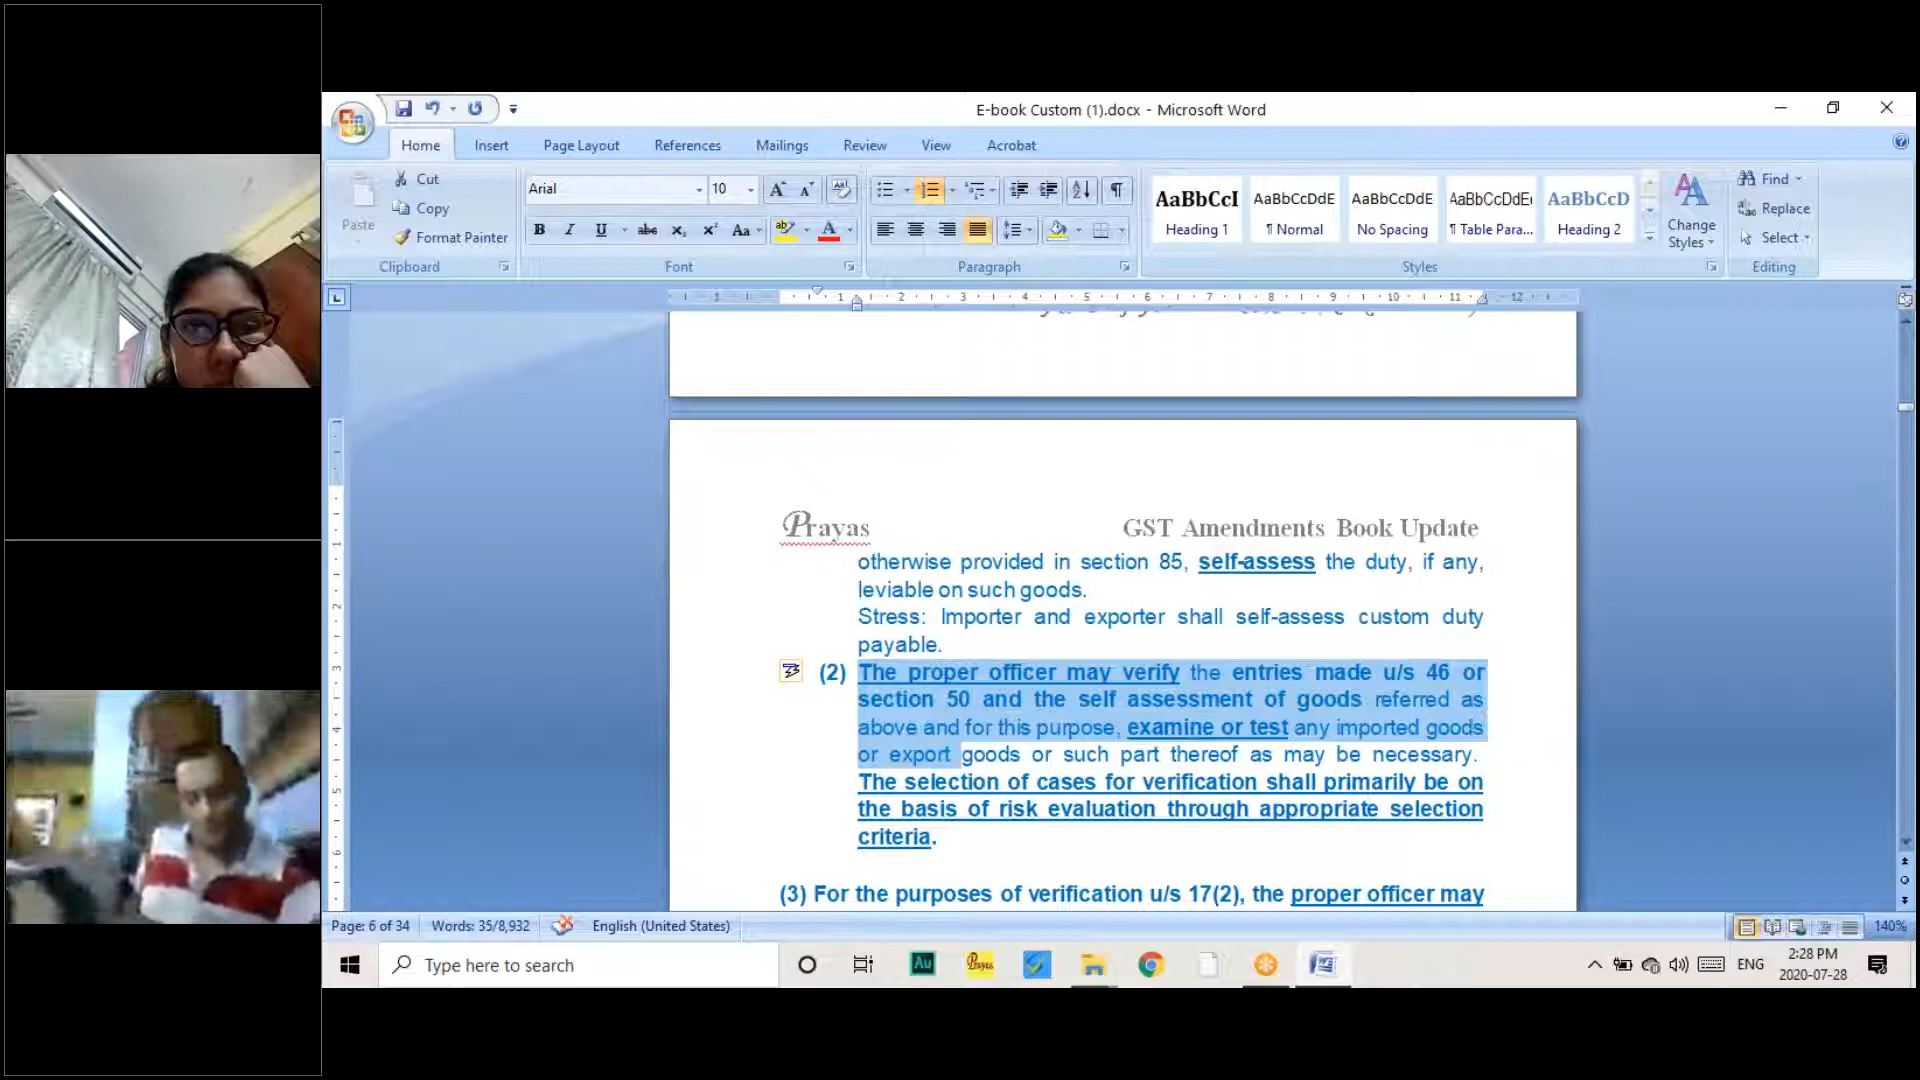 E-book Custom (1).docx - Microsoft Word
Home Insert Page Layout References Mailings Review View Acrobat
Paste
Cut
Copy
Format Painter
Clipboard
Arial 10
Font
Paragraph
AaBbCcI AaBbCcDdE AaBbCcDdE AaBbCcDdE AaBbCcD
Heading 1 ¶ Normal No Spacing ¶ Table Para... Heading 2
Change Styles
Styles
Find
Replace
Select
Editing
Prayas GST Amendments Book Update
otherwise provided in section 85, self-assess the duty, if any,
leviable on such goods.
Stress: Importer and exporter shall self-assess custom duty
payable.
(2) The proper officer may verify the entries made u/s 46 or
section 50 and the self assessment of goods referred as
above and for this purpose, examine or test any imported goods
or export goods or such part thereof as may be necessary.
The selection of cases for verification shall primarily be on
the basis of risk evaluation through appropriate selection
criteria.
(3) For the purposes of verification u/s 17(2), the proper officer may
Page: 6 of 34 Words: 35/8,932 English (United States) 140%
Type here to search
Au Prayas
ENG
2:28 PM
2020-07-28